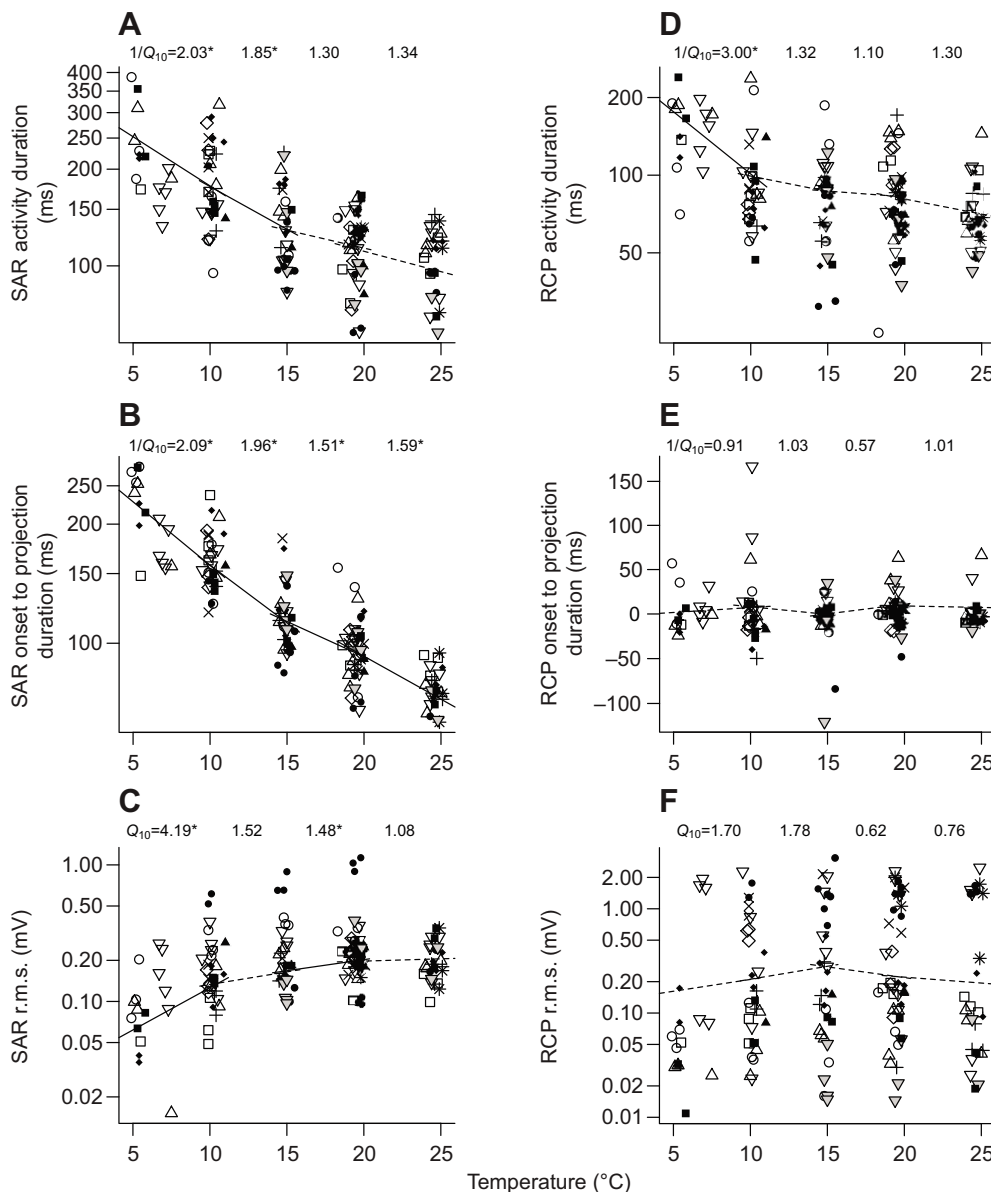 A
1/Q10=2.03* 1.85* 1.30 1.34
SAR activity duration
(ms)
400
350
300
250
200
150
100
5 10 15 20 25
B
1/Q10=2.09* 1.96* 1.51* 1.59*
SAR onset to projection
duration (ms)
250
200
150
100
5 10 15 20 25
C
Q10=4.19* 1.52 1.48* 1.08
SAR r.m.s. (mV)
1.00
0.50
0.20
0.10
0.05
0.02
5 10 15 20 25
D
1/Q10=3.00* 1.32 1.10 1.30
RCP activity duration
(ms)
200
100
50
5 10 15 20 25
E
1/Q10=0.91 1.03 0.57 1.01
RCP onset to projection
duration (ms)
150
100
50
0
–50
–100
5 10 15 20 25
F
Q10=1.70 1.78 0.62 0.76
RCP r.m.s. (mV)
2.00
1.00
0.50
0.20
0.10
0.05
0.02
0.01
5 10 15 20 25
Temperature (°C)